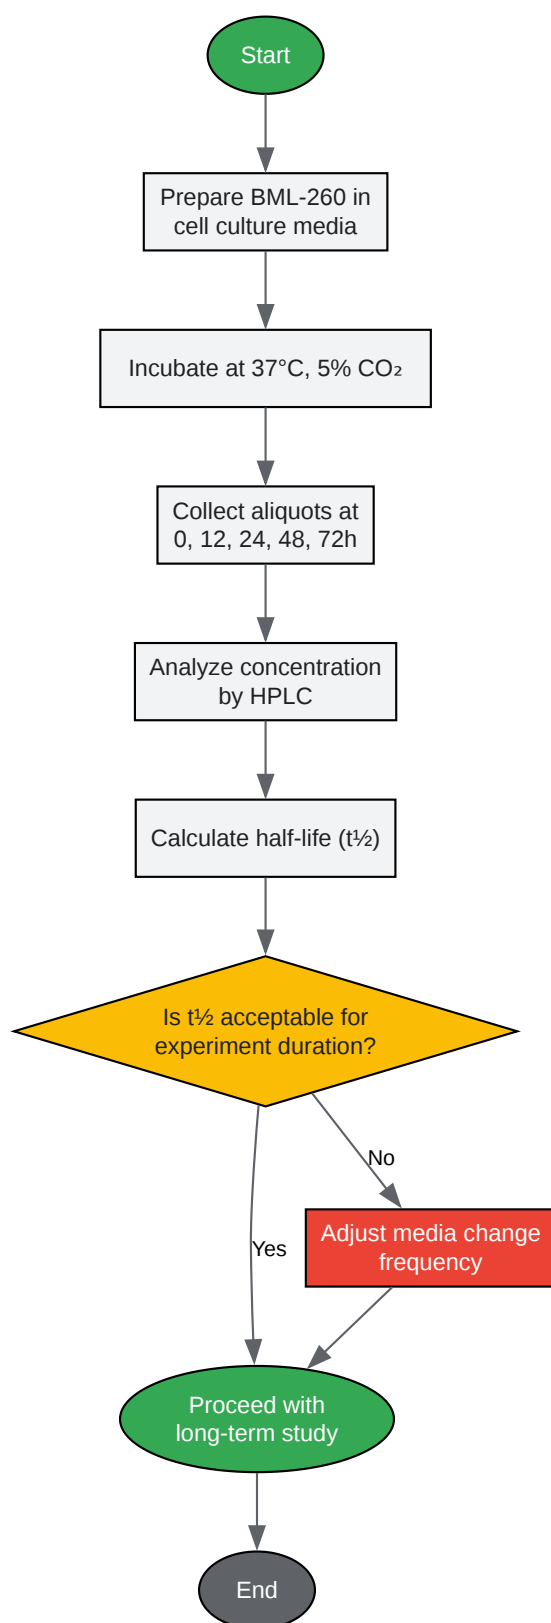 Start
Prepare BML-260 in
cell culture media
Incubate at 37°C, 5% CO₂
Collect aliquots at
0, 12, 24, 48, 72h
Analyze concentration
by HPLC
Calculate half-life (t½)
Is t½ acceptable for
experiment duration?
No
Adjust media change
frequency
Yes
Proceed with
long-term study
End